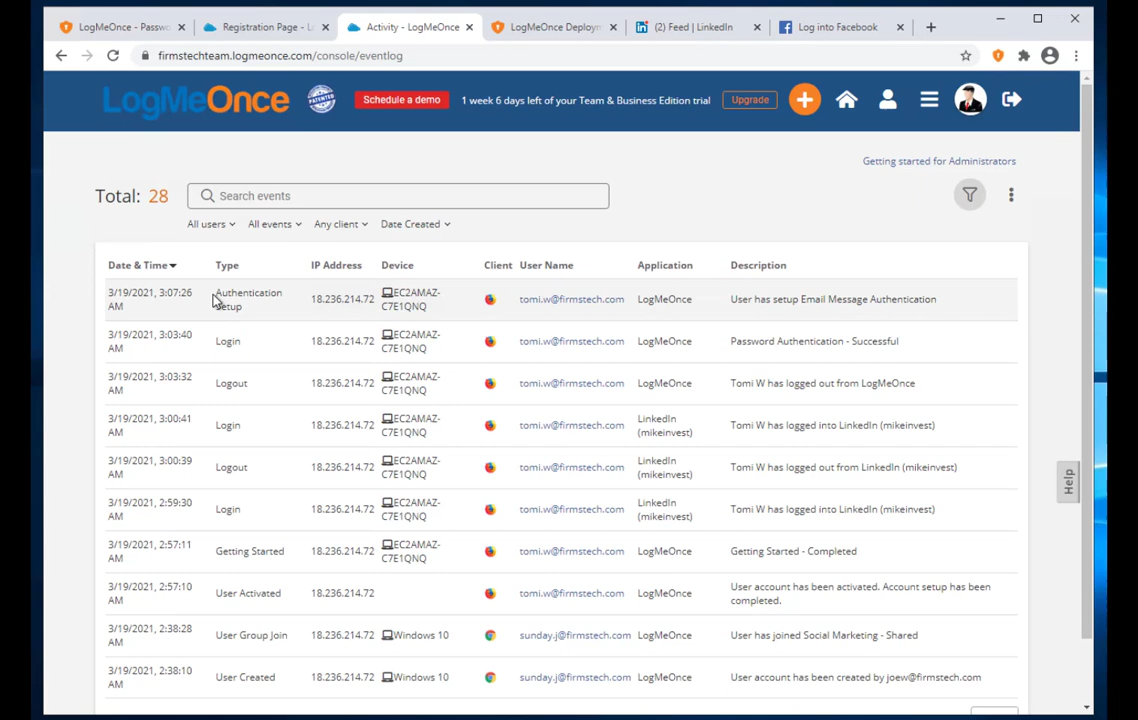 LogMeOnce - Passwo
Registration Page - Lo
Activity - LogMeOnce
LogMeOnce Deploym
(2) Feed | LinkedIn
Log into Facebook
firmstechteam.logmeonce.com/console/eventlog
LogMeOnce
PATENTED
Schedule a demo
1 week 6 days left of your Team & Business Edition trial
Upgrade
Getting started for Administrators
Total: 28
Search events
All users
All events
Any client
Date Created
Date & Time
Type
IP Address
Device
Client
User Name
Application
Description
3/19/2021, 3:07:26
AM
Authentication
Setup
18.236.214.72
EC2AMAZ-
C7E1QNQ
tomi.w@firmstech.com
LogMeOnce
User has setup Email Message Authentication
3/19/2021, 3:03:40
AM
Login
18.236.214.72
EC2AMAZ-
C7E1QNQ
tomi.w@firmstech.com
LogMeOnce
Password Authentication - Successful
3/19/2021, 3:03:32
AM
Logout
18.236.214.72
EC2AMAZ-
C7E1QNQ
tomi.w@firmstech.com
LogMeOnce
Tomi W has logged out from LogMeOnce
3/19/2021, 3:00:41
AM
Login
18.236.214.72
EC2AMAZ-
C7E1QNQ
tomi.w@firmstech.com
LinkedIn
(mikeinvest)
Tomi W has logged into LinkedIn (mikeinvest)
3/19/2021, 3:00:39
AM
Logout
18.236.214.72
EC2AMAZ-
C7E1QNQ
tomi.w@firmstech.com
LinkedIn
(mikeinvest)
Tomi W has logged out from LinkedIn (mikeinvest)
3/19/2021, 2:59:30
AM
Login
18.236.214.72
EC2AMAZ-
C7E1QNQ
tomi.w@firmstech.com
LinkedIn
(mikeinvest)
Tomi W has logged into LinkedIn (mikeinvest)
3/19/2021, 2:57:11
AM
Getting Started
18.236.214.72
EC2AMAZ-
C7E1QNQ
tomi.w@firmstech.com
LogMeOnce
Getting Started - Completed
3/19/2021, 2:57:10
AM
User Activated
18.236.214.72
tomi.w@firmstech.com
LogMeOnce
User account has been activated. Account setup has been
completed.
3/19/2021, 2:38:28
AM
User Group Join
18.236.214.72
Windows 10
sunday.j@firmstech.com
LogMeOnce
User has joined Social Marketing - Shared
3/19/2021, 2:38:10
AM
User Created
18.236.214.72
Windows 10
sunday.j@firmstech.com
LogMeOnce
User account has been created by joew@firmstech.com
Help